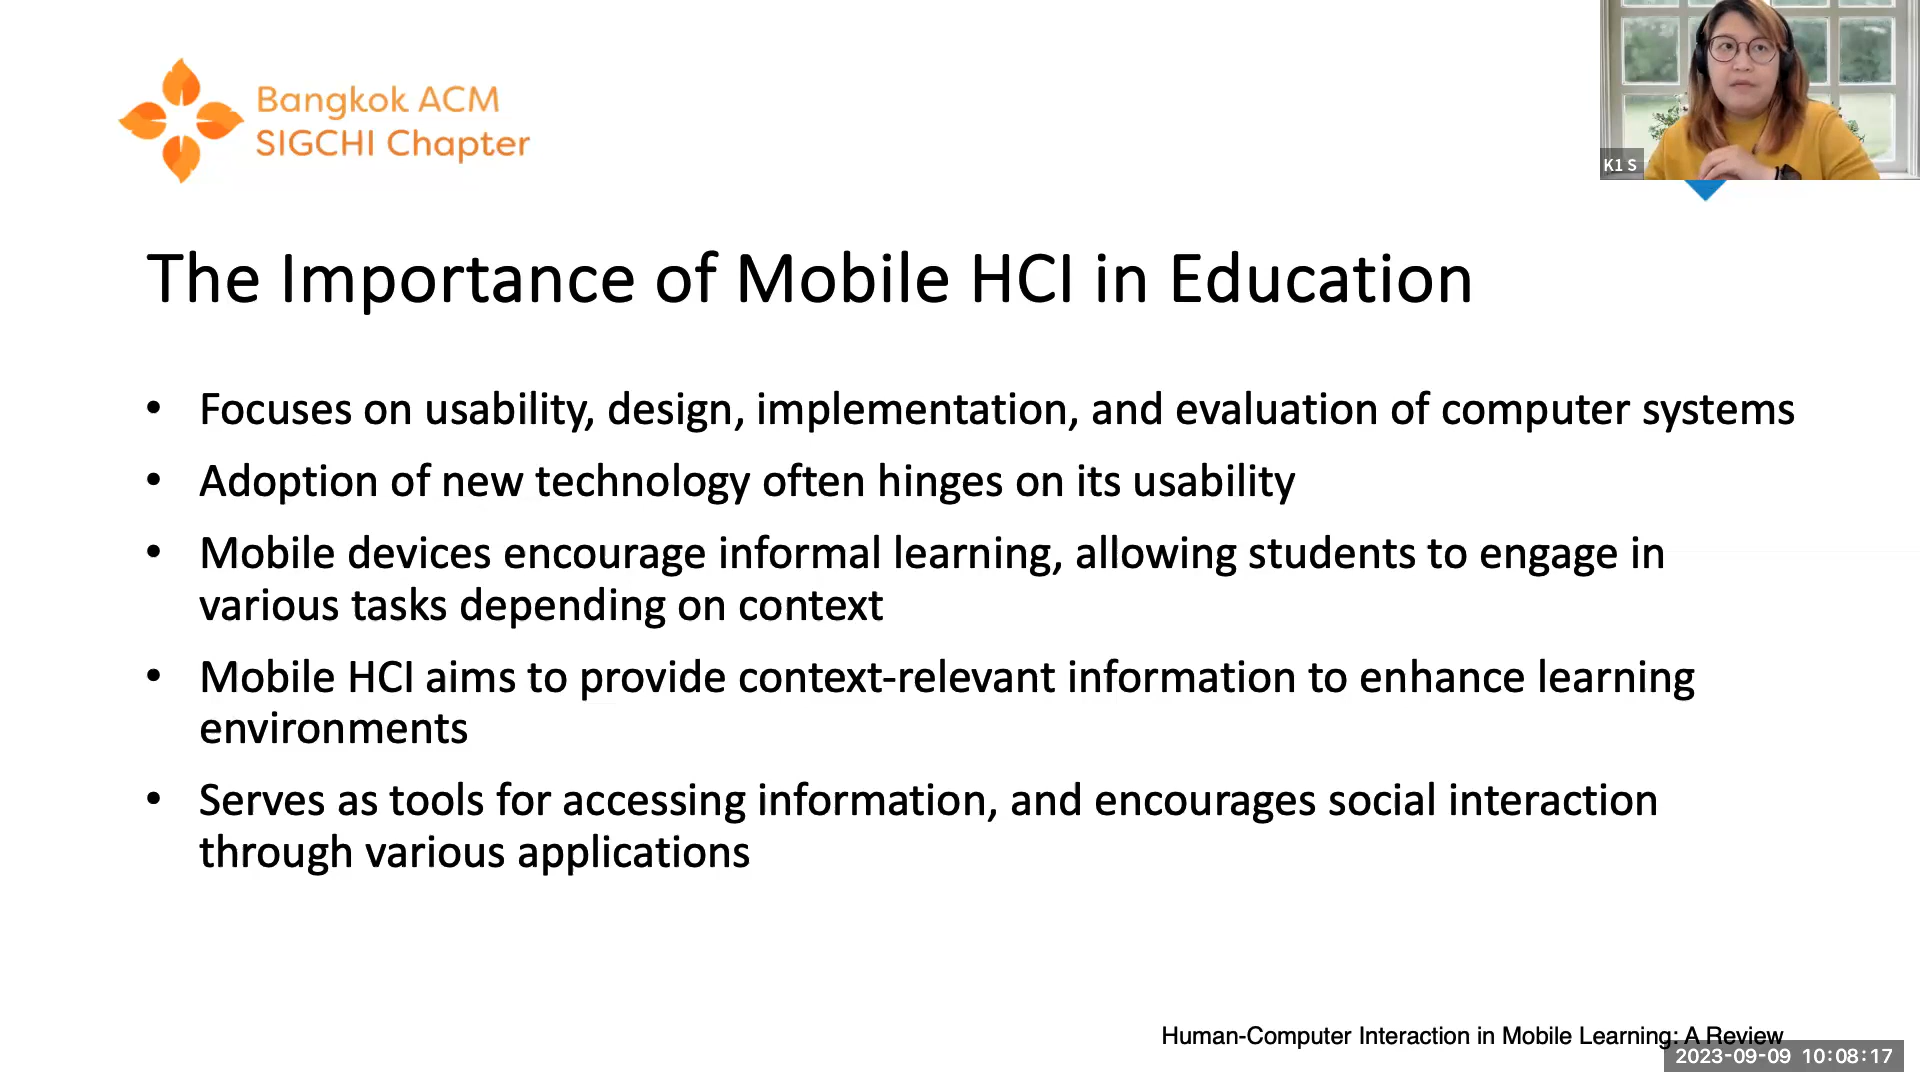 Bangkok ACM
SIGCHI Chapter
K1 S
The Importance of Mobile HCI in Education
• Focuses on usability, design, implementation, and evaluation of computer systems
• Adoption of new technology often hinges on its usability
• Mobile devices encourage informal learning, allowing students to engage in
various tasks depending on context
• Mobile HCI aims to provide context-relevant information to enhance learning
environments
• Serves as tools for accessing information, and encourages social interaction
through various applications
Human-Computer Interaction in Mobile Learning: A Review
2023-09-09 10:08:17